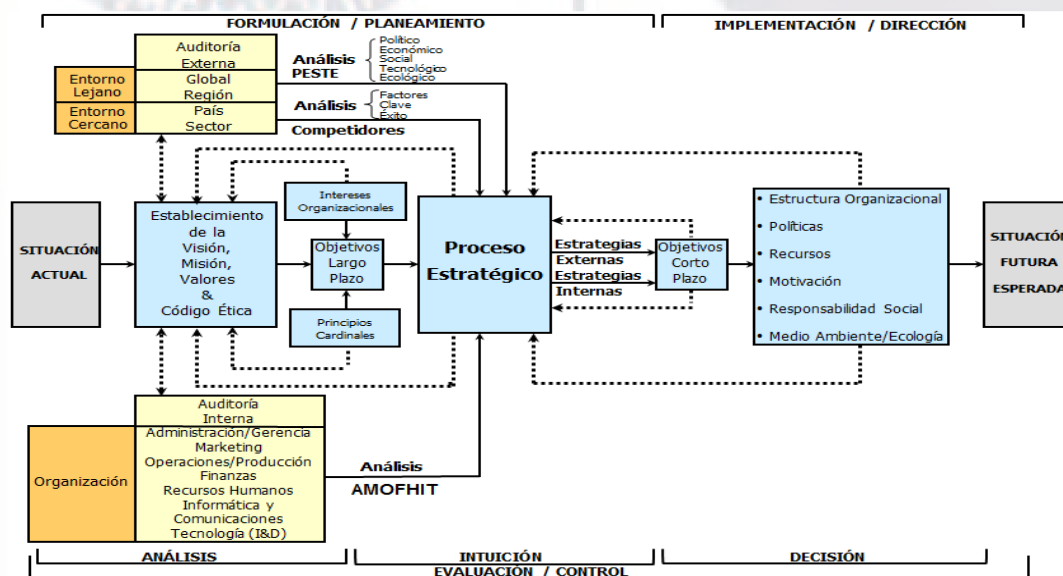 FORMULACIÓN / PLANEAMIENTO
IMPLEMENTACIÓN / DIRECCIÓN
Auditoría
Externa
Entorno
Lejano
Global
Región
Entorno
Cercano
País
Sector
Análisis
PESTE
Político
Económico
Social
Tecnológico
Ecológico
Análisis
Competidores
Factores
Clave
Éxito
SITUACIÓN
ACTUAL
Establecimiento
de la
Visión,
Misión,
Valores
&
Código Ética
Intereses
Organizacionales
Objetivos
Largo
Plazo
Principios
Cardinales
Proceso
Estratégico
Estrategias
Externas
Estrategias
Internas
Objetivos
Corto
Plazo
• Estructura Organizacional
• Políticas
• Recursos
• Motivación
• Responsabilidad Social
• Medio Ambiente/Ecología
SITUACIÓN
FUTURA
ESPERADA
Auditoría
Interna
Organización
Administración/Gerencia
Marketing
Operaciones/Producción
Finanzas
Recursos Humanos
Informática y
Comunicaciones
Tecnología (I&D)
Análisis
AMOFHIT
ANÁLISIS
INTUICIÓN
DECISIÓN
EVALUACIÓN / CONTROL